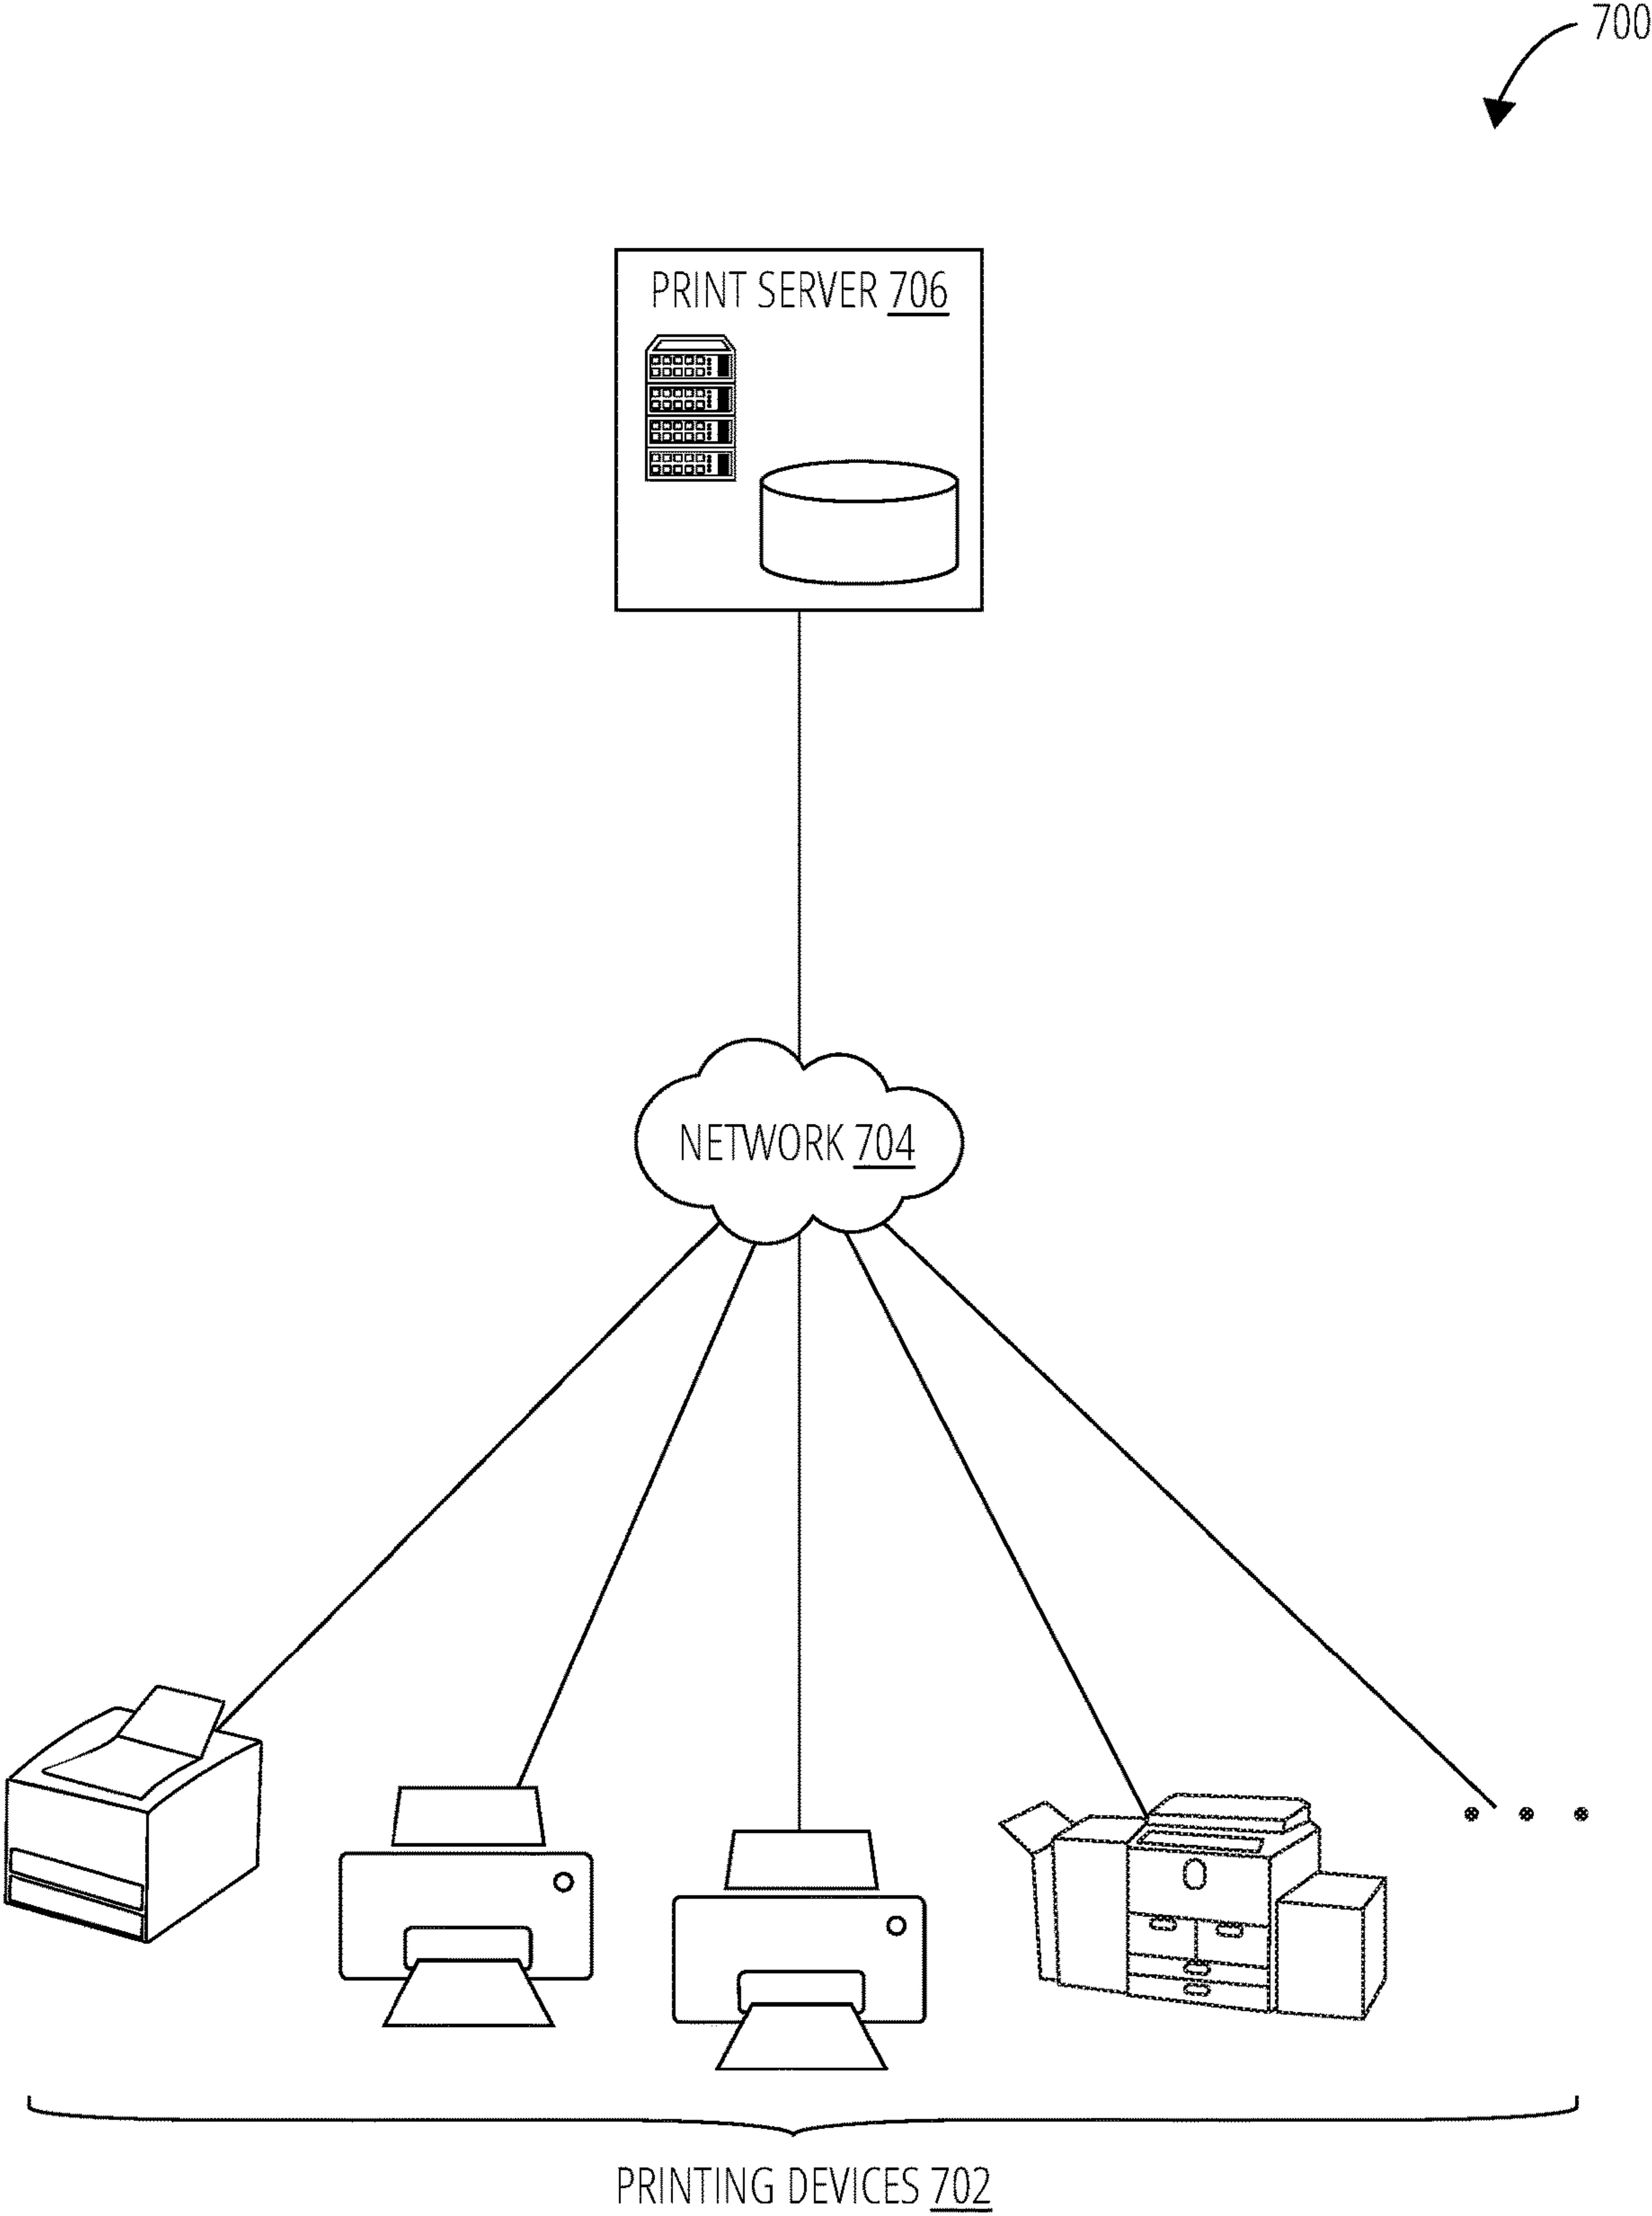 700
PRINT SERVER 706
NETWORK 704
PRINTING DEVICES 702